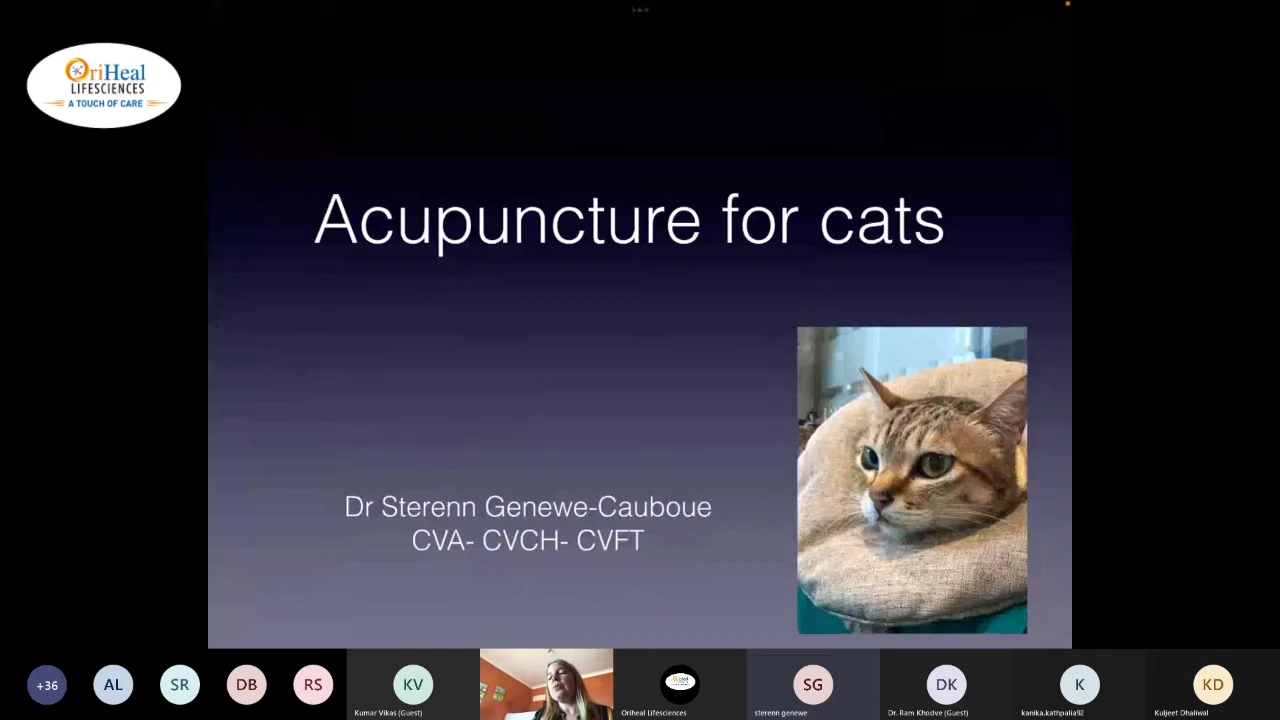 OriHeal
LIFESCIENCES
A TOUCH OF CARE
Acupuncture for cats
Dr Sterenn Genewe-Cauboue
CVA- CVCH- CVFT
+36
AL
SR
DB
RS
KV
SG
DK
K
KD
Kumar Vikas (Guest)
Oriheal Lifesciences
sterenn genewe
Dr. Ram Khodve (Guest)
kanika.kathpalia92
Kuljeet Dhaliwal